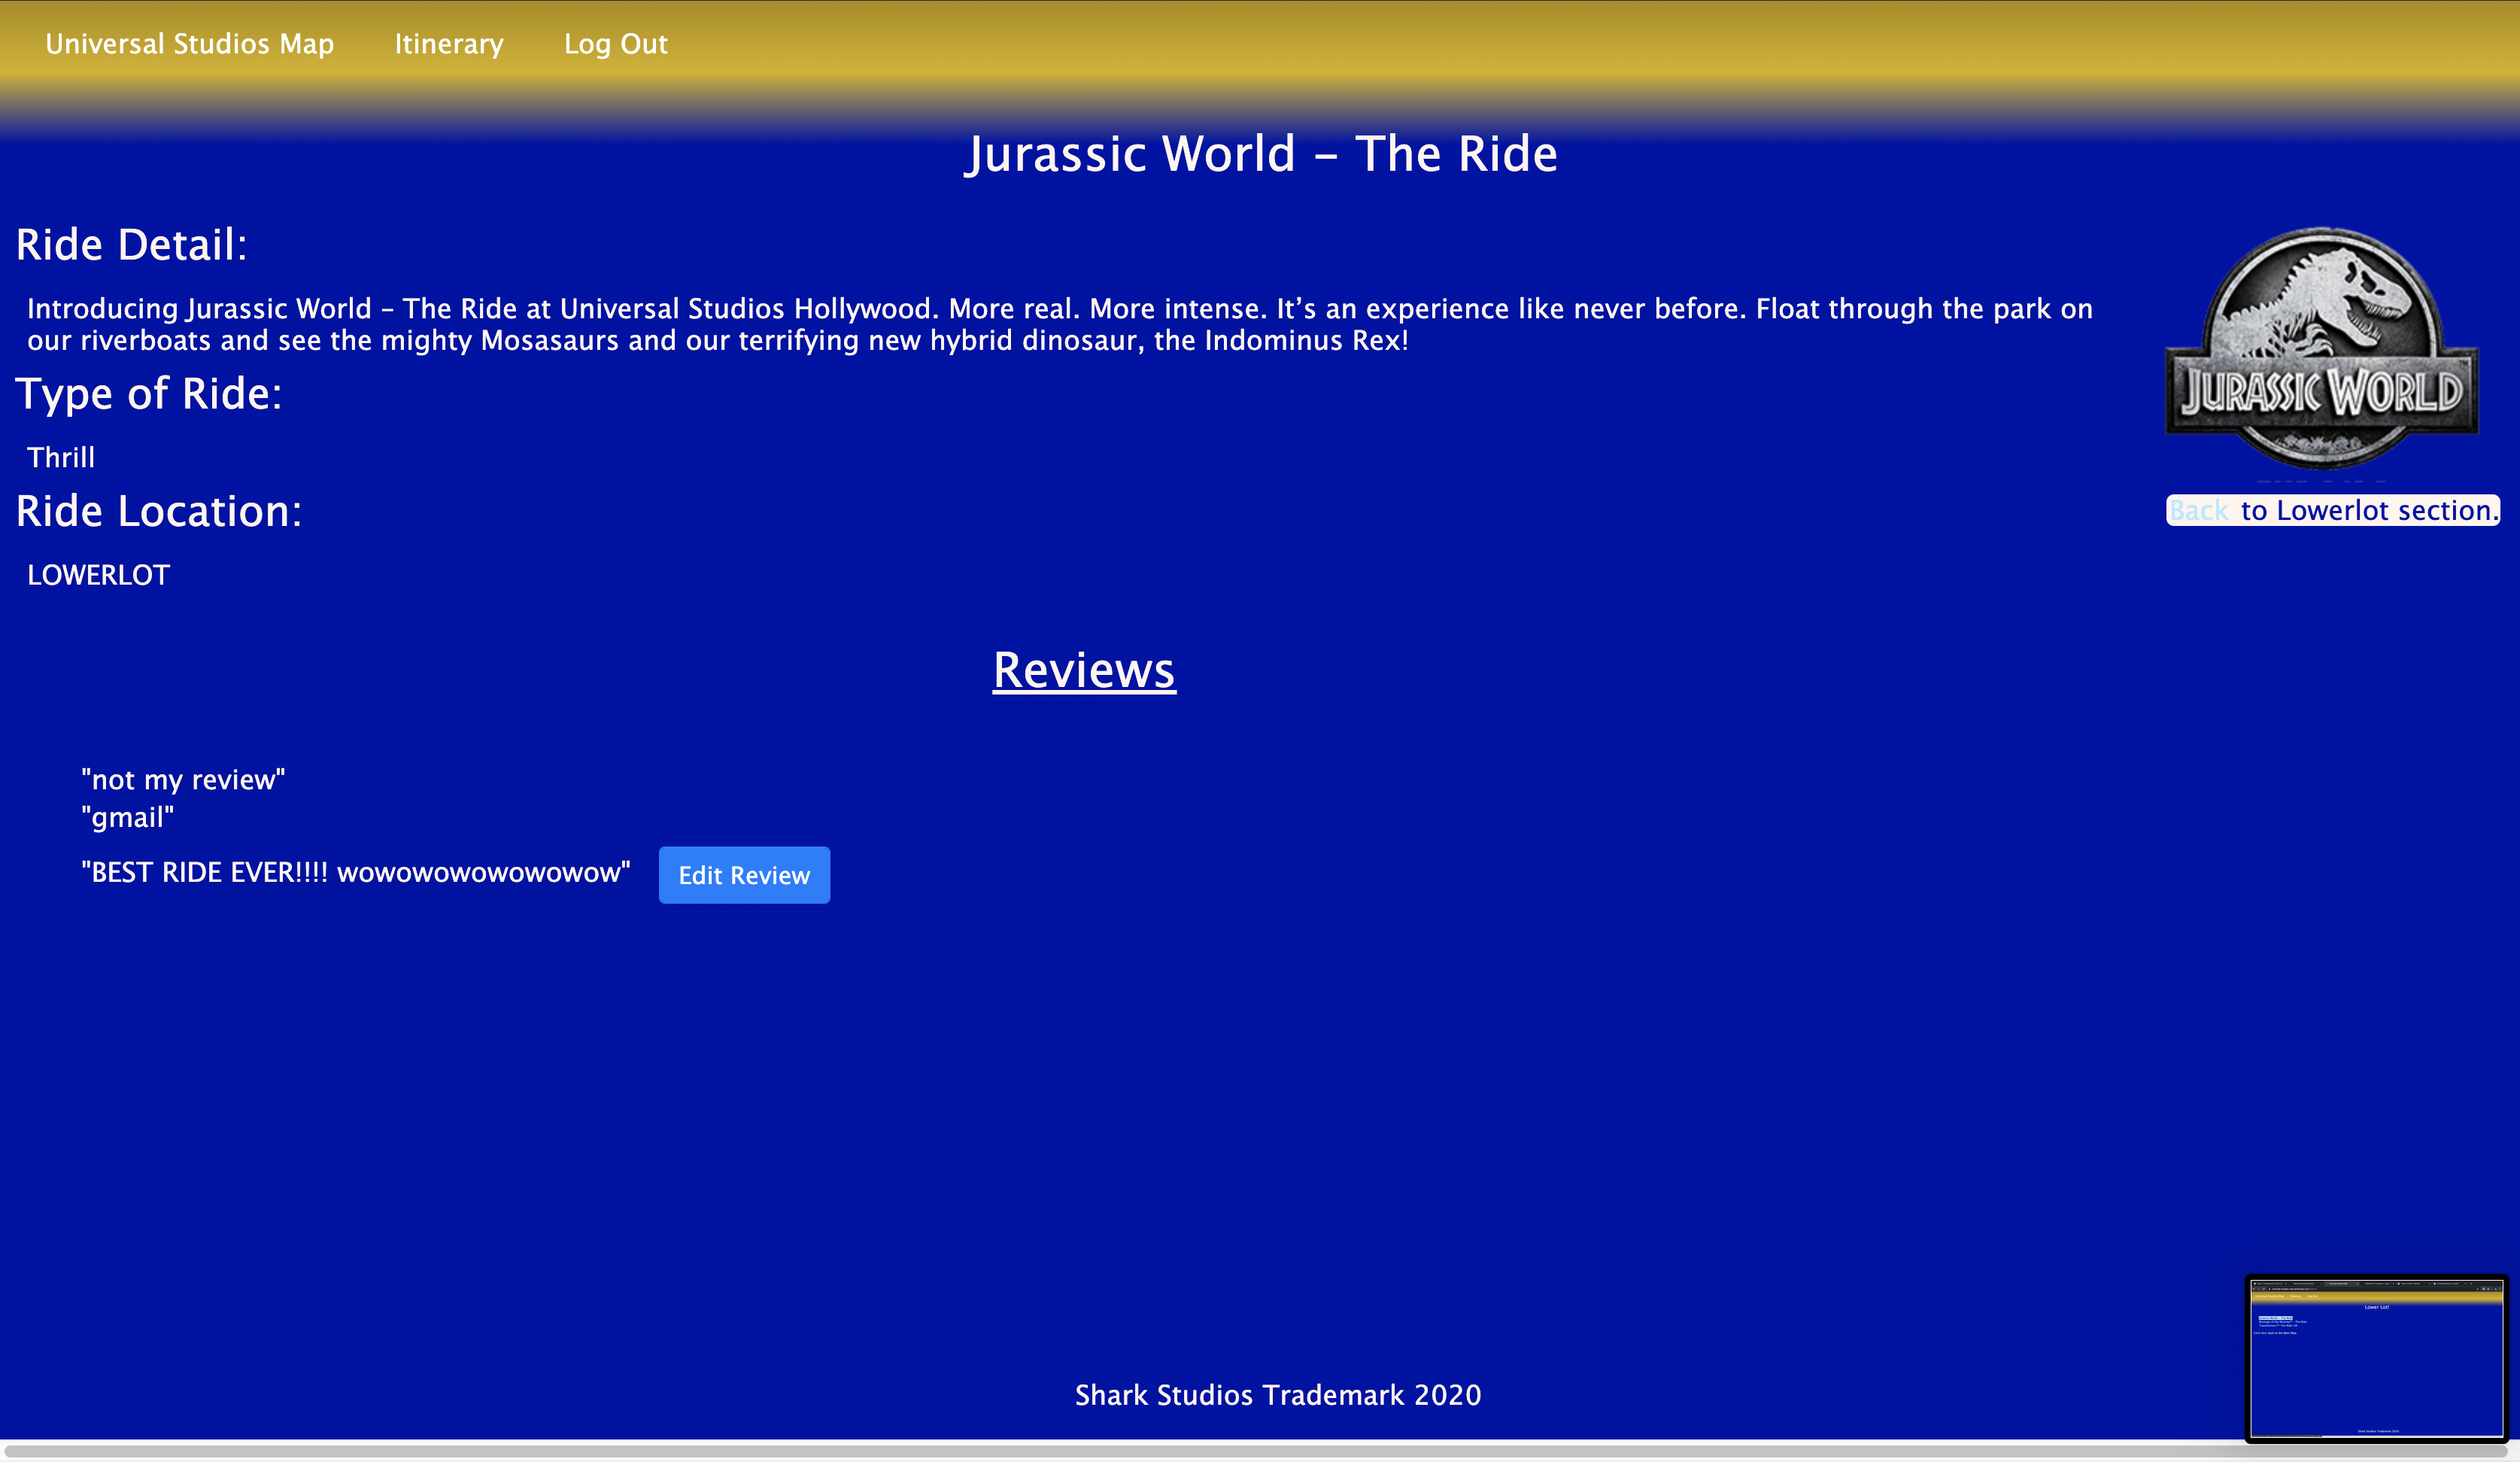 Universal Studios Map Itinerary Log Out
Jurassic World – The Ride
Ride Detail:
Introducing Jurassic World – The Ride at Universal Studios Hollywood. More real. More intense. It’s an experience like never before. Float through the park on
our riverboats and see the mighty Mosasaurs and our terrifying new hybrid dinosaur, the Indominus Rex!
JURASSIC WORLD
Type of Ride:
Thrill
Ride Location:
Back to Lowerlot section.
LOWERLOT
Reviews
"not my review"
"gmail"
"BEST RIDE EVER!!!! wowowowowowowow"
Edit Review
Lower Lot!
Shark Studios Trademark 2020